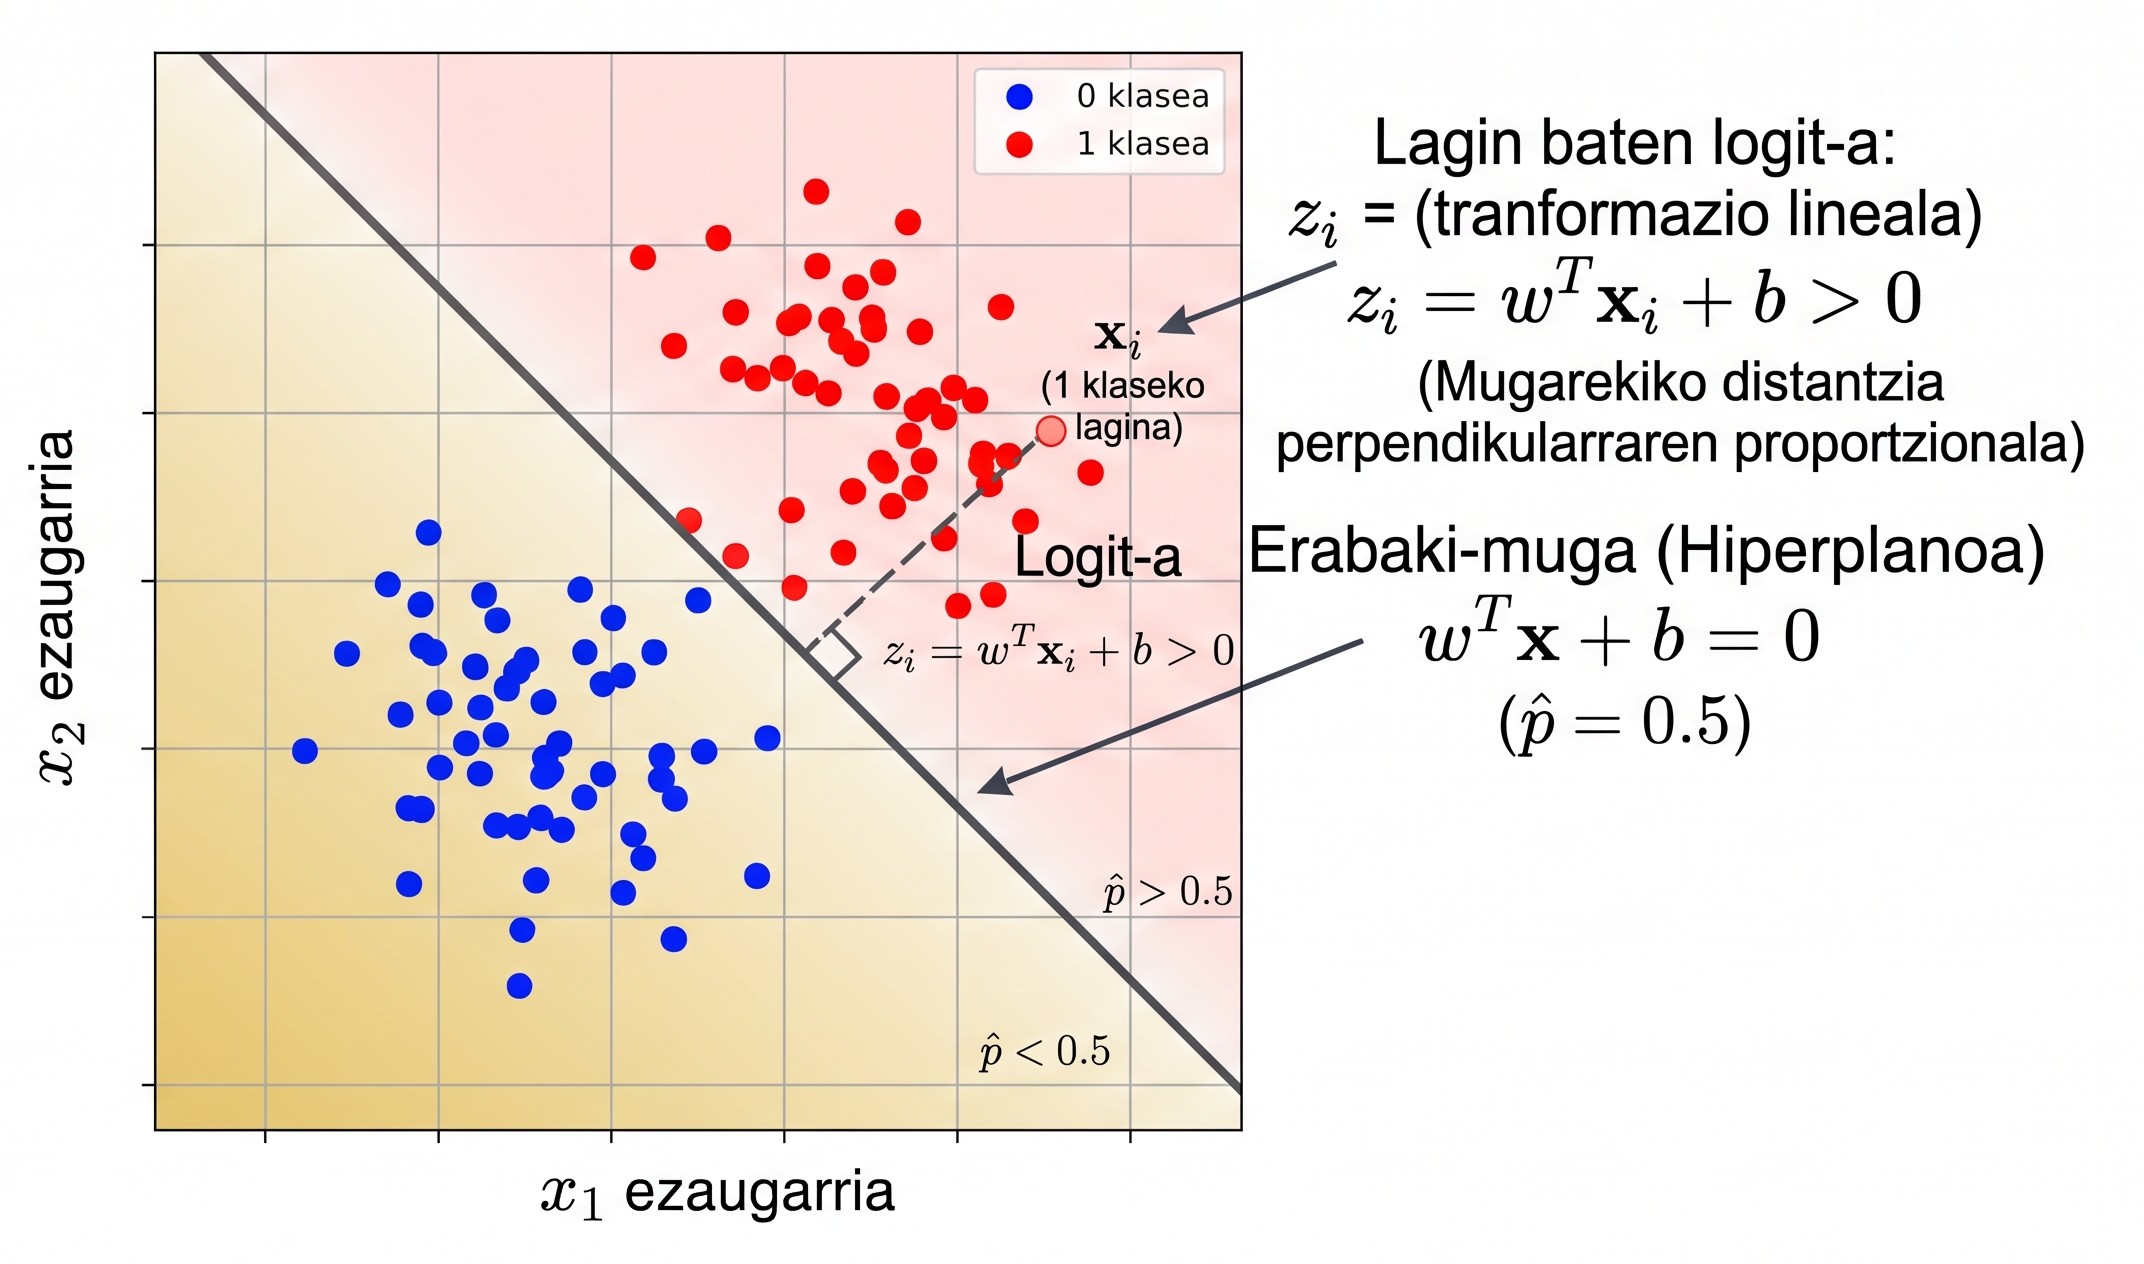 0 klasea
1 klasea
Lagin baten logit-a:
z_i = (tranformazio lineala)
z_i = w^T x_i + b > 0
(Mugarekiko distantzia
perpendikularraren proportzionala)
x_i
(1 klaseko
lagina)
Logit-a
z_i = w^T x_i + b > 0
Erabaki-muga (Hiperplanoa)
w^T x + b = 0
(p̂ = 0.5)
p̂ > 0.5
p̂ < 0.5
x_2 ezaugarria
x_1 ezaugarria